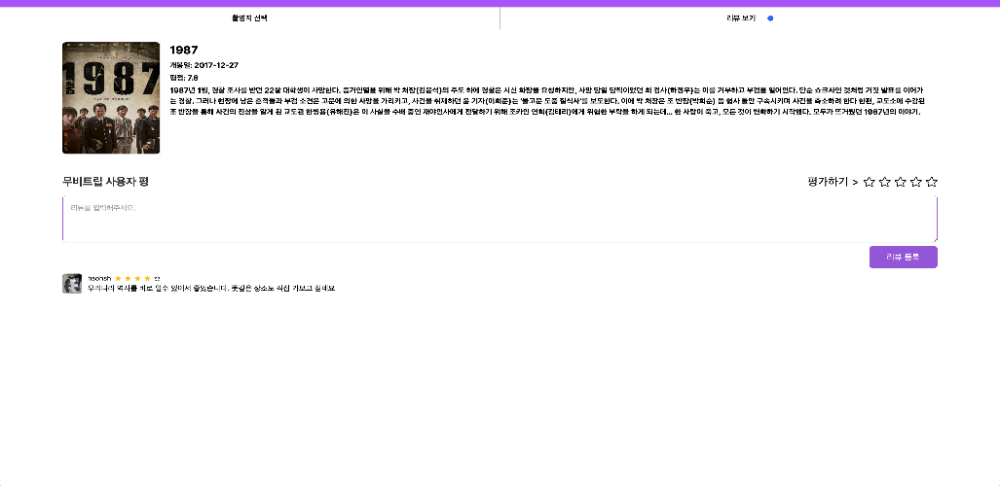 촬영지 선택
리뷰 보기
1987
1987
개봉일: 2017-12-27
평점: 7.8
1987년 1월, 경찰 조사를 받던 22살 대학생이 사망한다. 증거인멸을 위해 박 처장(김윤석)의 주도 하에 경찰은 시신 화장을 요청하지만, 사망 당일 당직이었던 최 검사(하정우)는 이를 거부하고 부검을 밀어인다. 단순 쇼크사인 것처럼 거짓 발표를 이어가
는 경찰. 그러나 현장에 남은 흔적들과 부검 소견은 고문에 의한 사망을 가리키고, 사건을 취재하던 윤 기자(이희준)는 '물고문 도중 질식사'를 보도한다. 이에 박 처장은 조 반장(박희순) 등 형사 둘만 구속시키며 사건을 축소하려 한다 한편, 교도소에 수감된
조 반장을 통해 사건의 진상을 알게 된 교도관 한병용(유해진)은 이 사실을 수배 중인 재야인사에게 전달하기 위해 조카인 연희(김태리)에게 위험한 부탁을 하게 되는데... 한 사람이 죽고, 모든 것이 변화하기 시작했다. 모두가 뜨거웠던 1987년의 이야기.
무비트립 사용자 평
평가하기 >
리뷰를 입력해주세요.
리뷰 등록
hsohsh
우리나라 역사를 바로 알수 있어서 좋았습니다. 뜻깊은 장소도 직접 가보고 싶네요